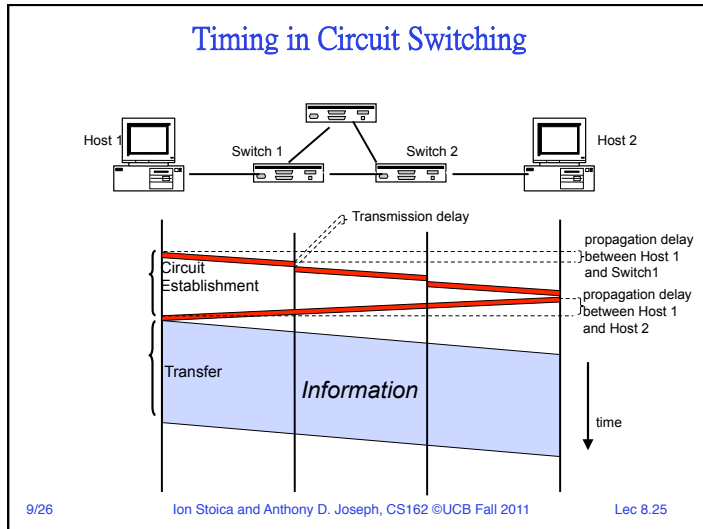 Timing in Circuit Switching
Host 1
Switch 1
Switch 2
Host 2
Transmission delay
propagation delay
between Host 1
and Switch1
Circuit
Establishment
propagation delay
between Host 1
and Host 2
Transfer
Information
time
9/26
Ion Stoica and Anthony D. Joseph, CS162 ©UCB Fall 2011
Lec 8.25